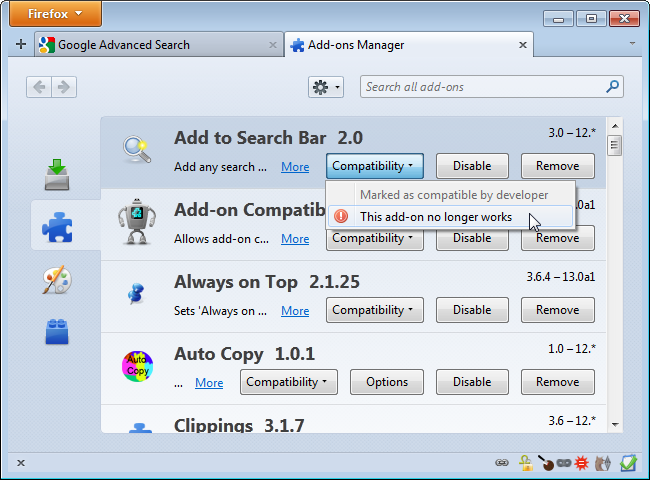 Firefox
Google Advanced Search
Add-ons Manager
Search all add-ons
Add to Search Bar 2.0
3.0 – 12.*
Add any search ... More Compatibility Disable Remove
Marked as compatible by developer
This add-on no longer works
Add-on Compatib
.0a1
Allows add-on c... More Compatibility Disable Remove
Always on Top 2.1.25
3.6.4 – 13.0a1
Sets 'Always on ... More Compatibility Disable Remove
Auto Copy
Auto Copy 1.0.1
1.0 – 12.*
... More Compatibility Options Disable Remove
Clippings 3.1.7
3.6 – 12.*